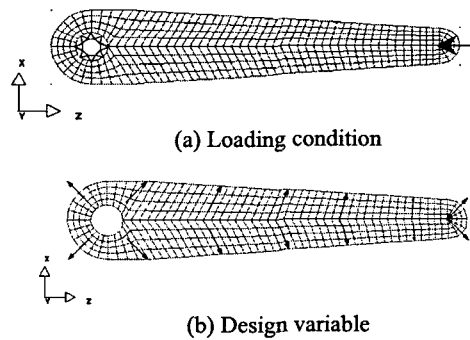 X
Y Z
(a) Loading condition
X
Y Z
(b) Design variable